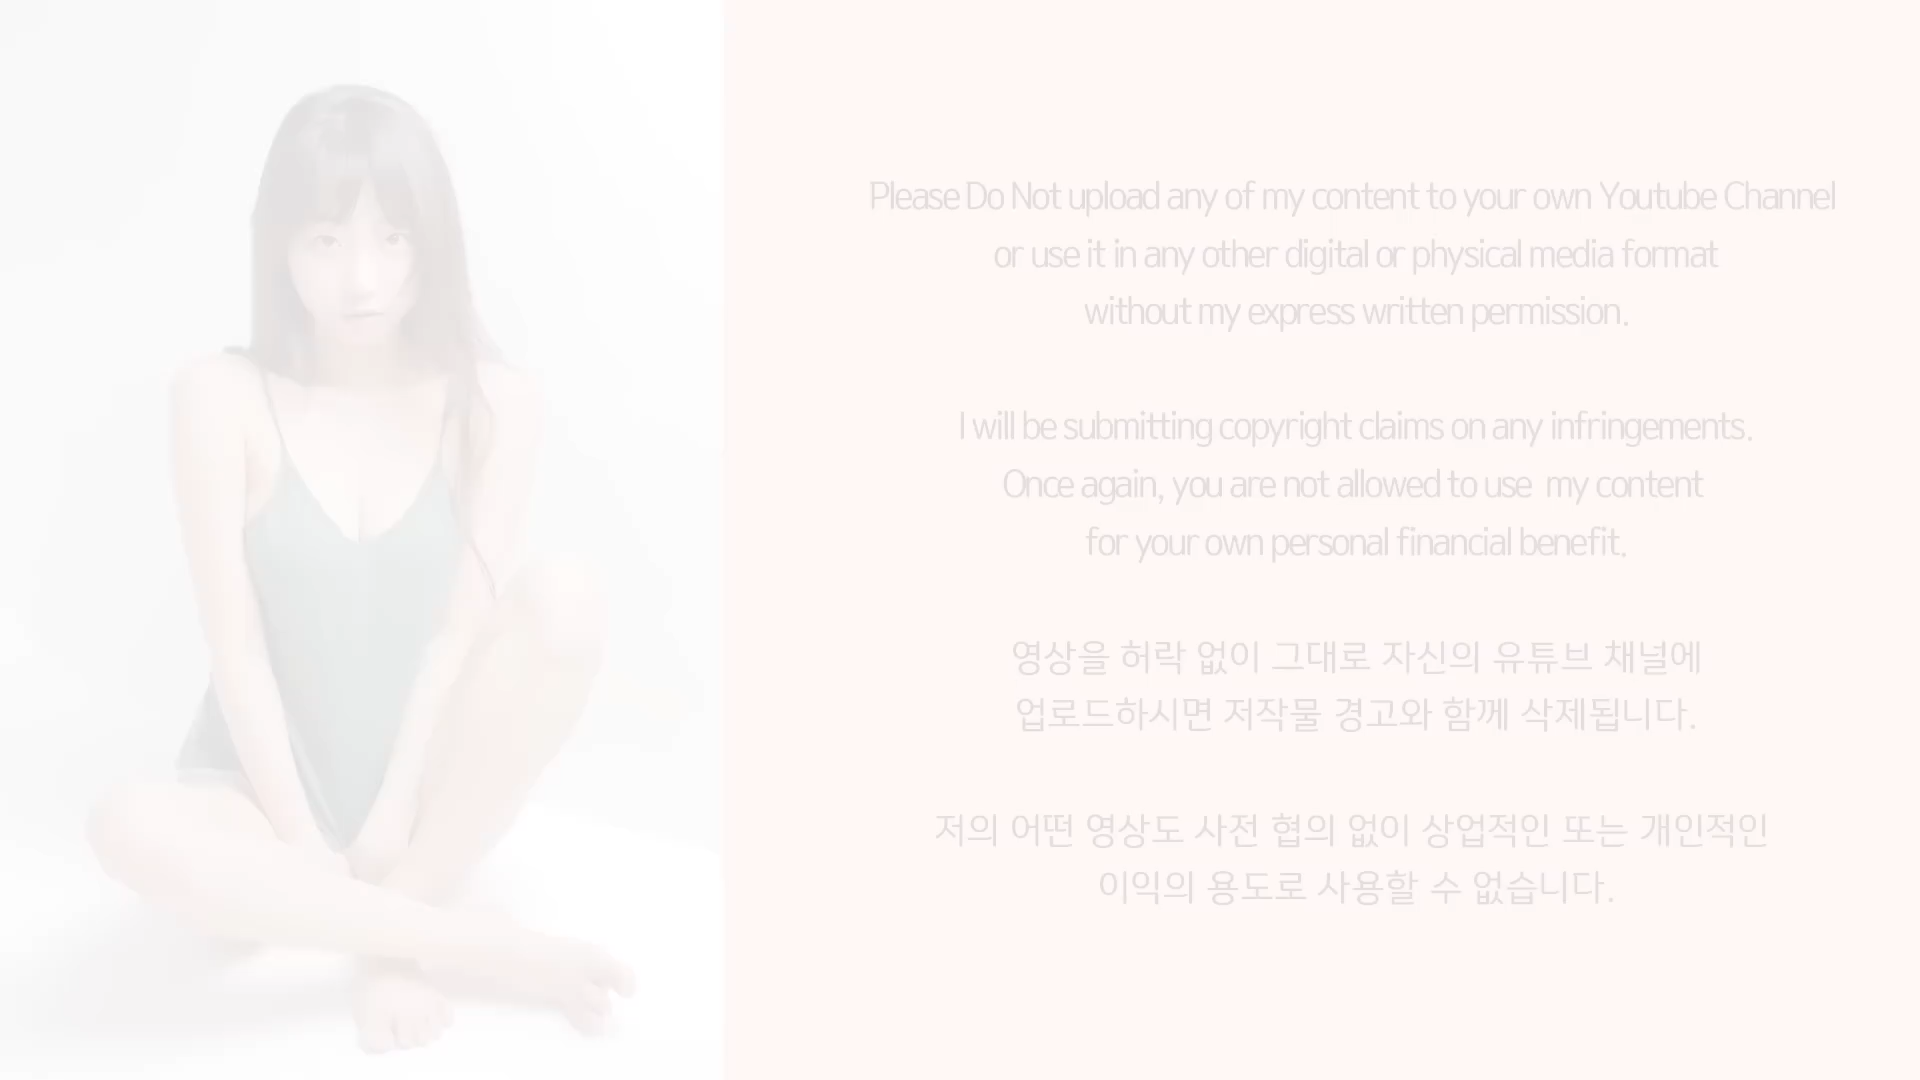 Please Do Not upload any of my content to your own Youtube Channel
or use it in any other digital or physical media format
without my express written permission.
I will be submitting copyright claims on any infringements.
Once again, you are not allowed to use  my content
for your own personal financial benefit.
영상을 허락 없이 그대로 자신의 유튜브 채널에
업로드하시면 저작물 경고와 함께 삭제됩니다.
저의 어떤 영상도 사전 협의 없이 상업적인 또는 개인적인
이익의 용도로 사용할 수 없습니다.